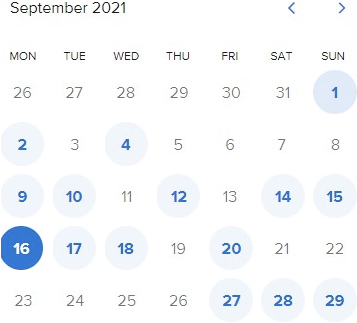 September 2021
MON TUE WED THU FRI SAT SUN
26 27 28 29 30 31 1
2 3 4 5 6 7 8
9 10 11 12 13 14 15
16 17 18 19 20 21 22
23 24 25 26 27 28 29